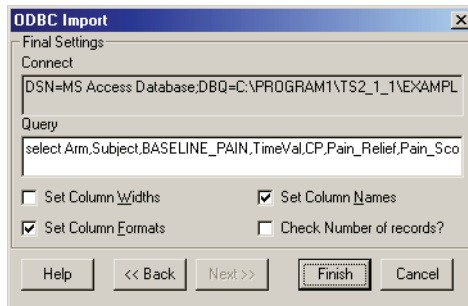 ODBC Import
Final Settings
Connect
DSN=MS Access Database;DBQ=C:\PROGRAM1\TS2_1_1\EXAMPL
Query
select Arm,Subject,BASELINE_PAIN,TimeVal,CP,Pain_Relief,Pain_Sco
Set Column Widths
Set Column Names
Set Column Formats
Check Number of records?
Help
<< Back
Next >>
Finish
Cancel